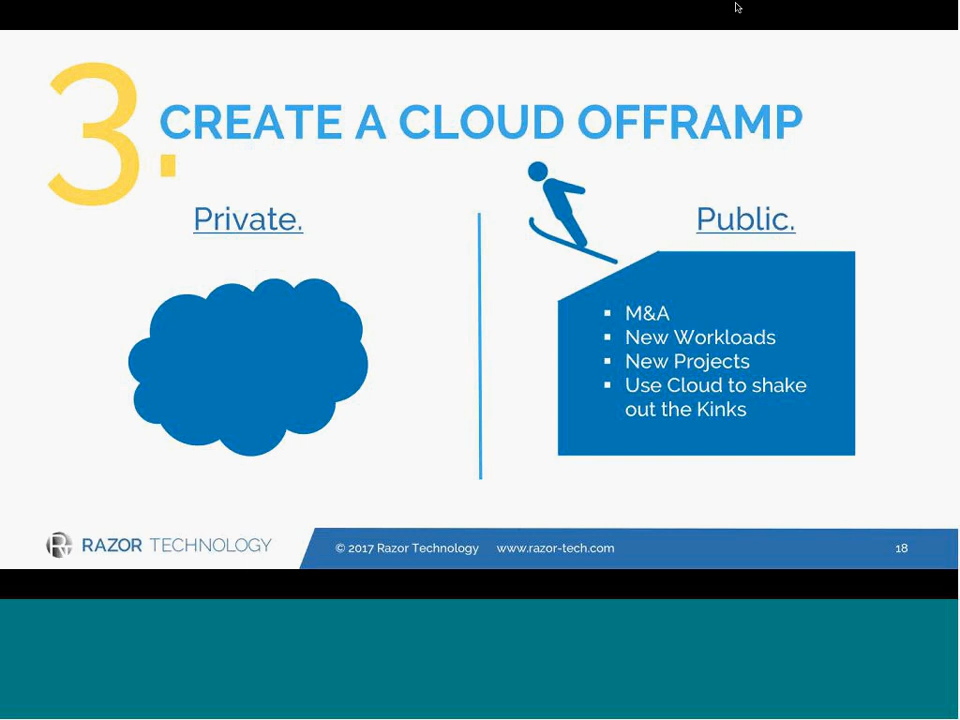 3. CREATE A CLOUD OFFRAMP
Private.
Public.
▪ M&A
▪ New Workloads
▪ New Projects
▪ Use Cloud to shake
out the Kinks
RAZOR TECHNOLOGY
© 2017 Razor Technology www.razor-tech.com
18